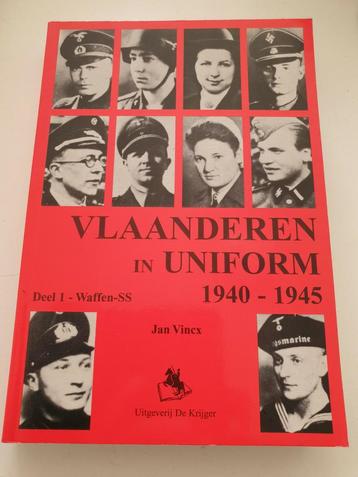 VLAANDEREN
IN UNIFORM
Deel 1 - Waffen-SS 1940 - 1945
Jan Vincx
Uitgeverij De Krijger